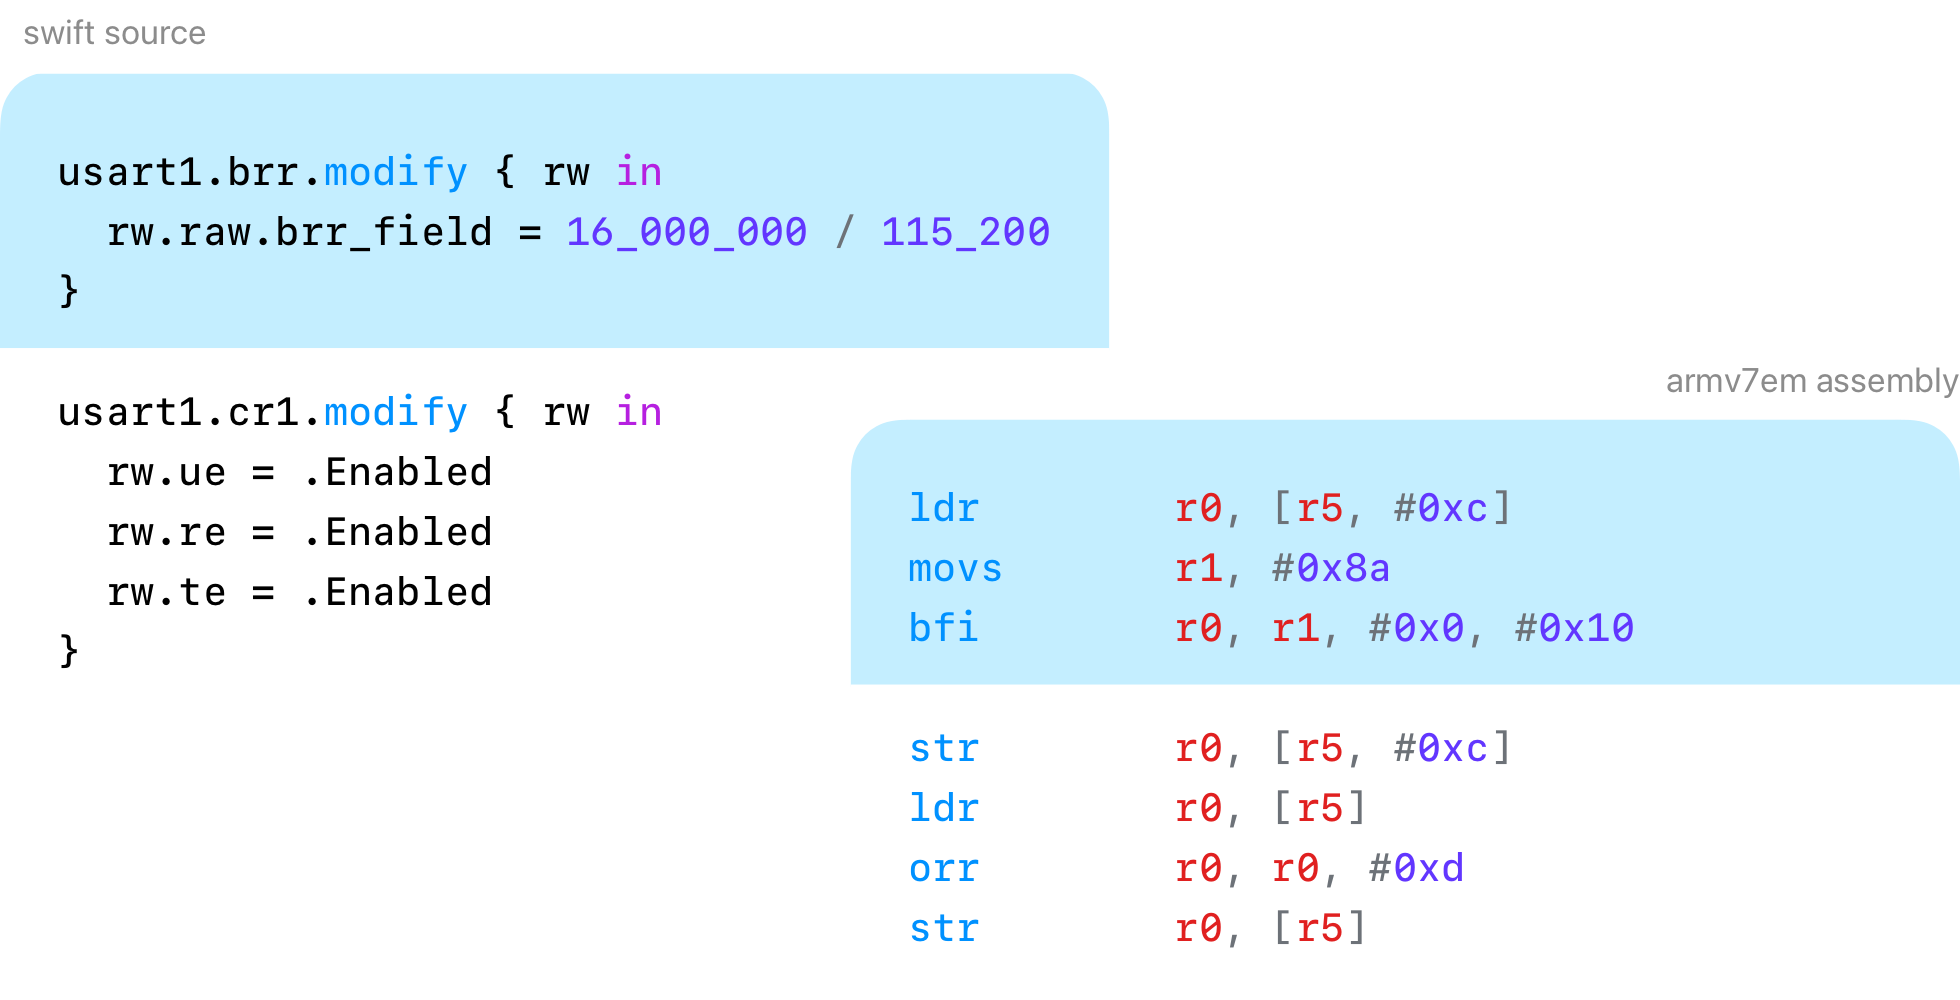 swift source
usart1.brr.modify { rw in
  rw.raw.brr_field = 16_000_000 / 115_200
}
usart1.cr1.modify { rw in
  rw.ue = .Enabled
  rw.re = .Enabled
  rw.te = .Enabled
}
armv7em assembly
ldr        r0, [r5, #0xc]
movs       r1, #0x8a
bfi        r0, r1, #0x0, #0x10
str        r0, [r5, #0xc]
ldr        r0, [r5]
orr        r0, r0, #0xd
str        r0, [r5]